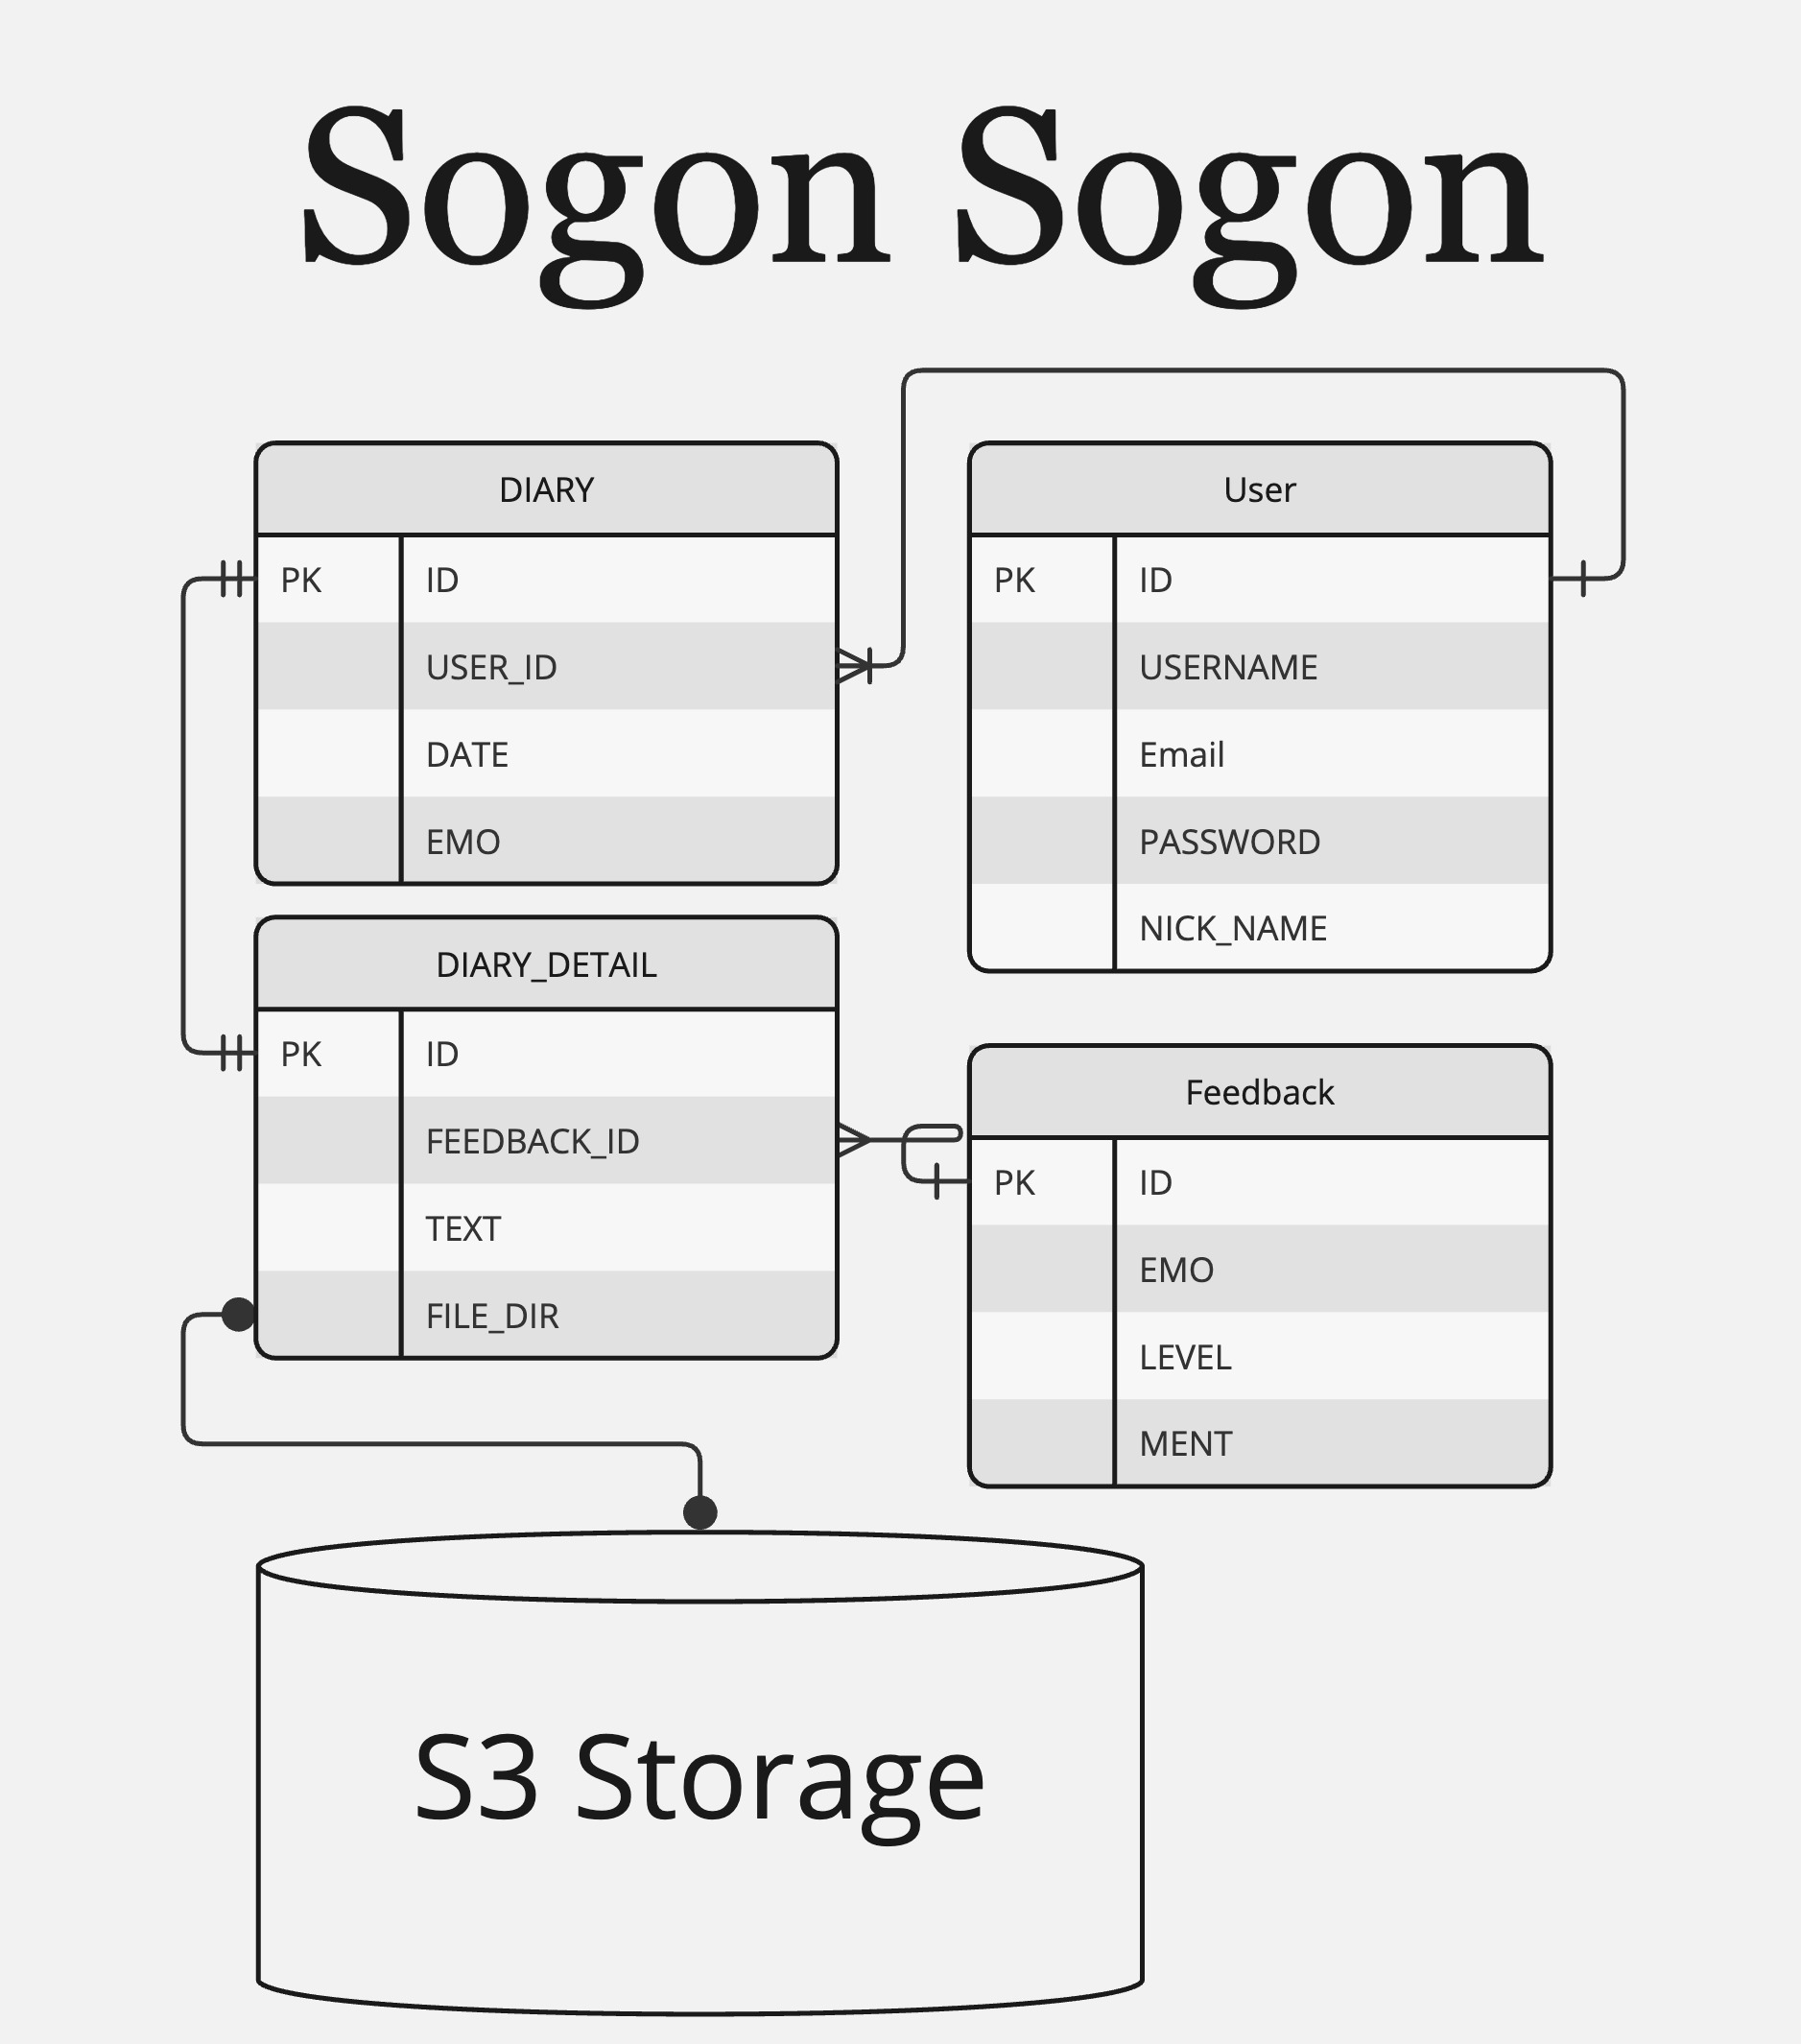 Sogon Sogon
DIARY
PK ID
USER_ID
DATE
EMO
User
PK ID
USERNAME
Email
PASSWORD
NICK_NAME
DIARY_DETAIL
PK ID
FEEDBACK_ID
TEXT
FILE_DIR
Feedback
PK ID
EMO
LEVEL
MENT
S3 Storage